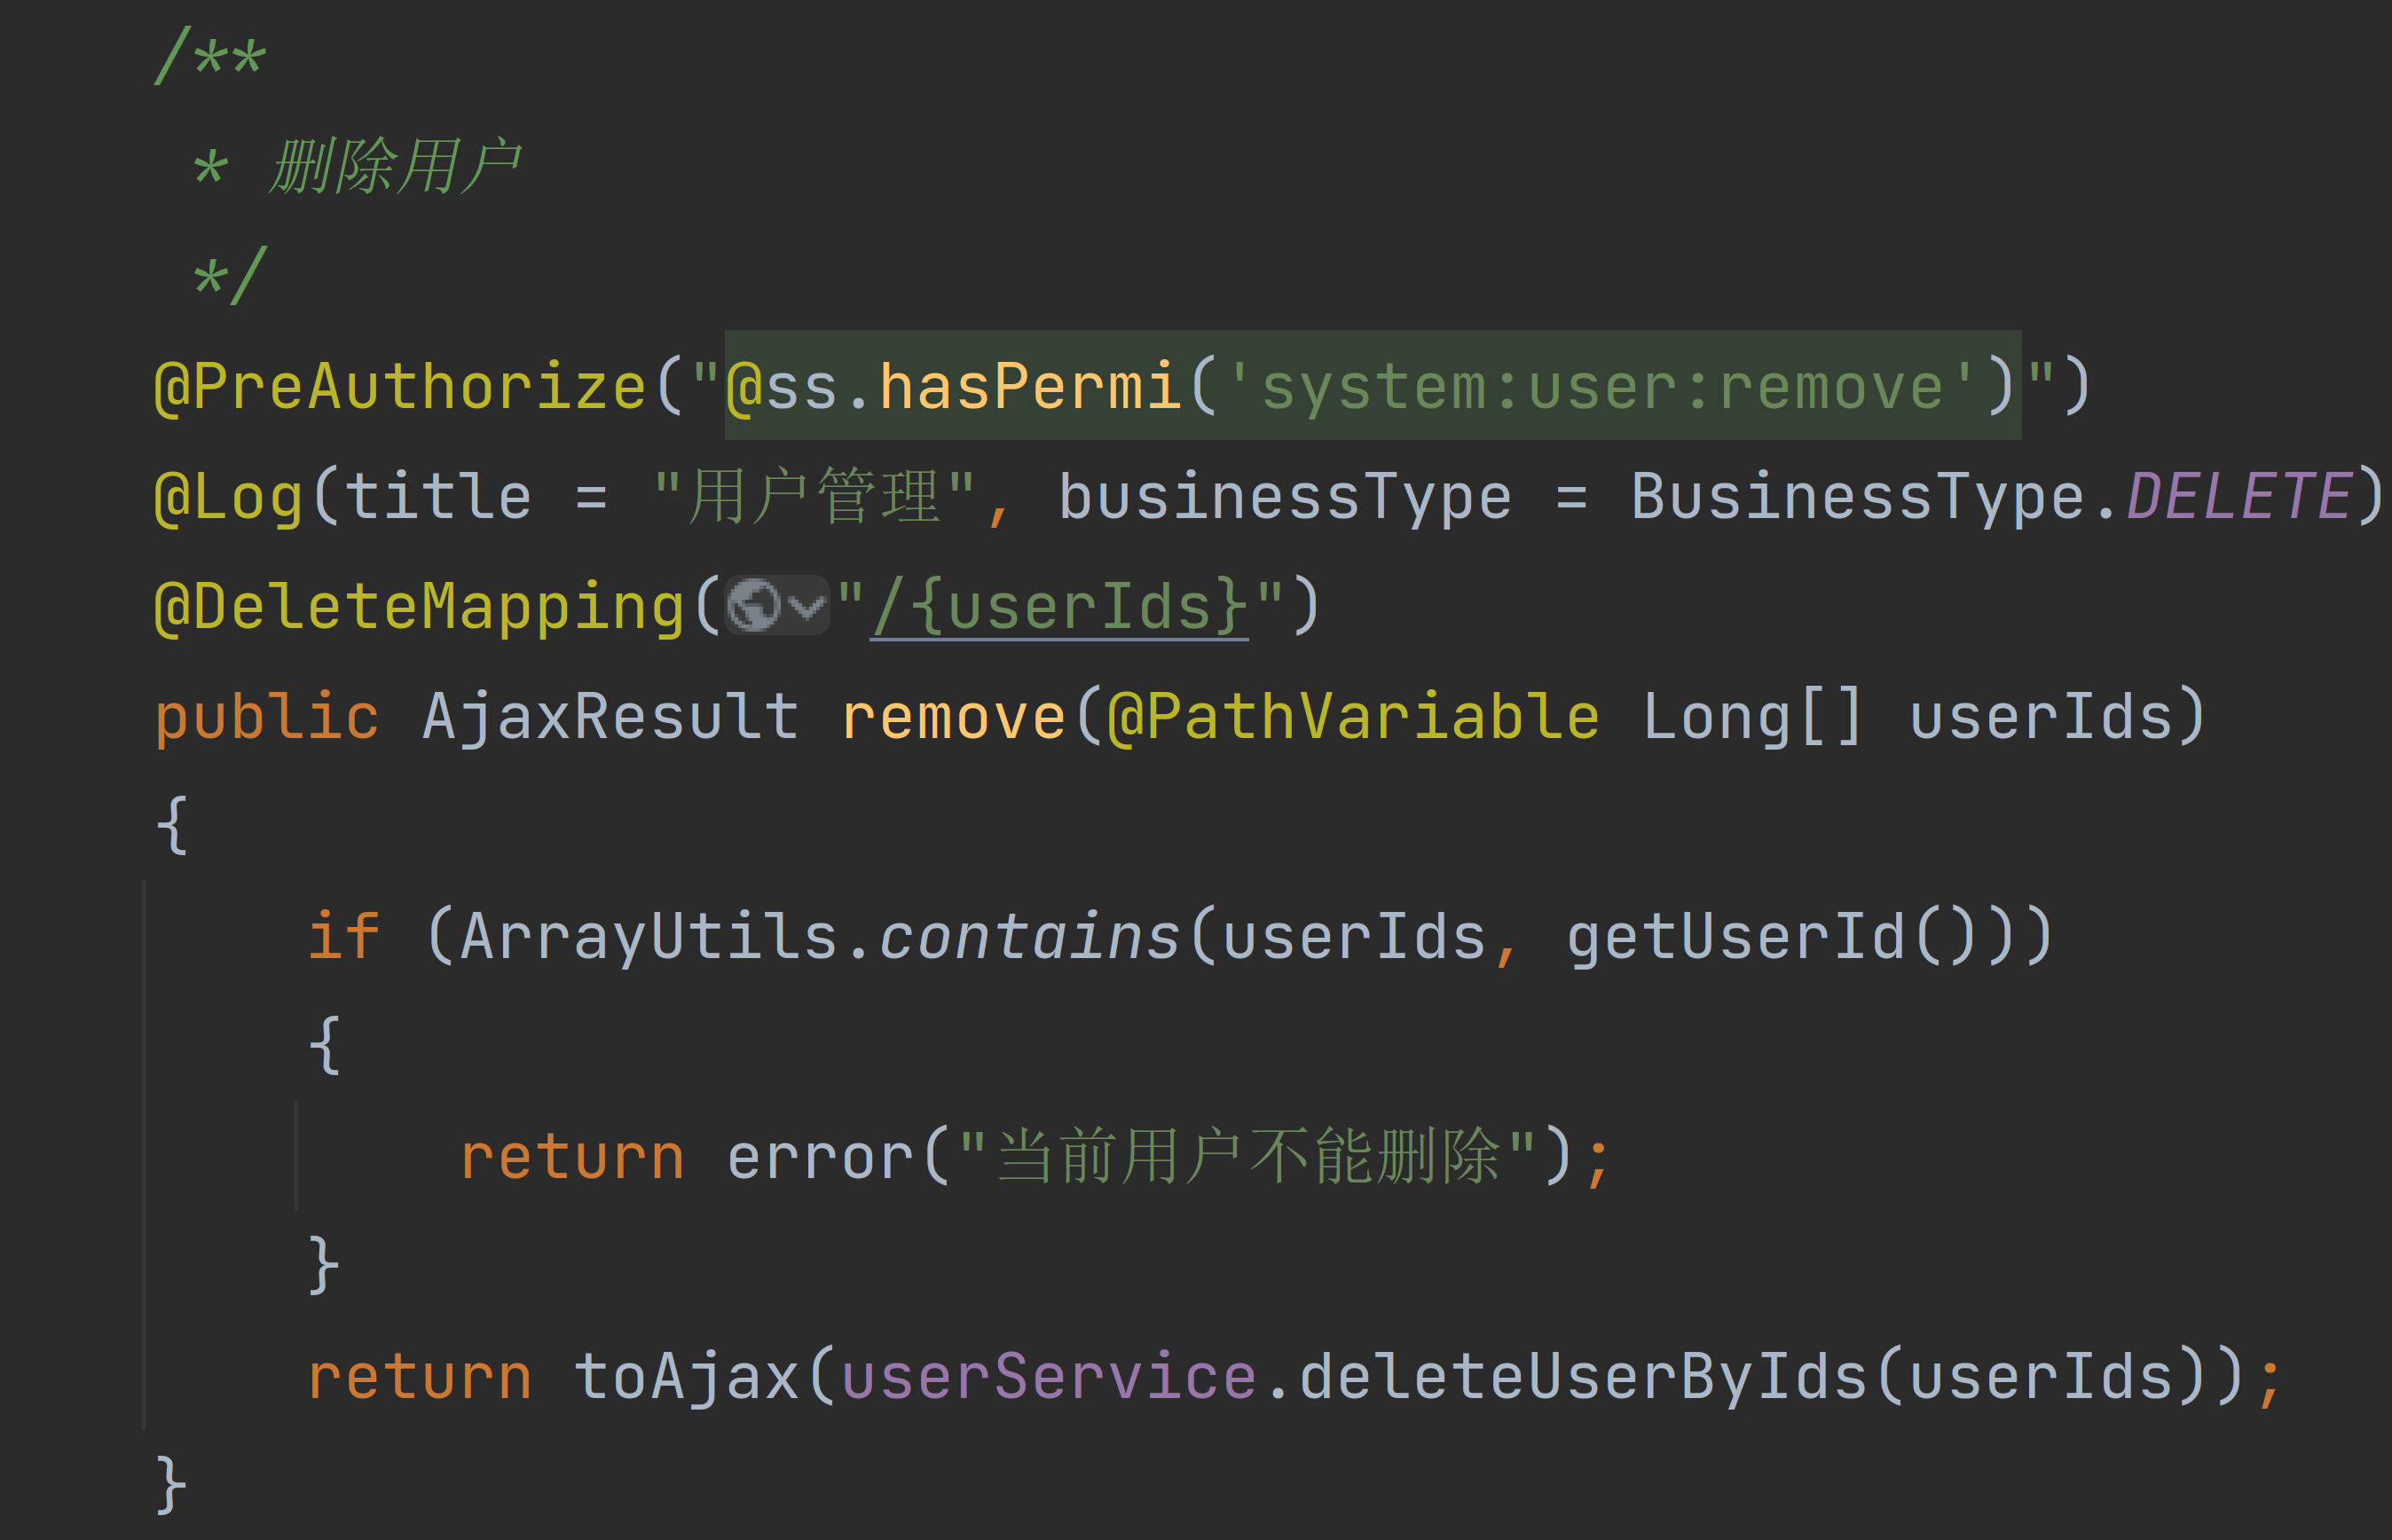 /**
 * 删除用户
 */
@PreAuthorize("@ss.hasPermi('system:user:remove')")
@Log(title = "用户管理", businessType = BusinessType.DELETE)
@DeleteMapping("/{userIds}")
public AjaxResult remove(@PathVariable Long[] userIds)
{
    if (ArrayUtils.contains(userIds, getUserId()))
    {
        return error("当前用户不能删除");
    }
    return toAjax(userService.deleteUserByIds(userIds));
}